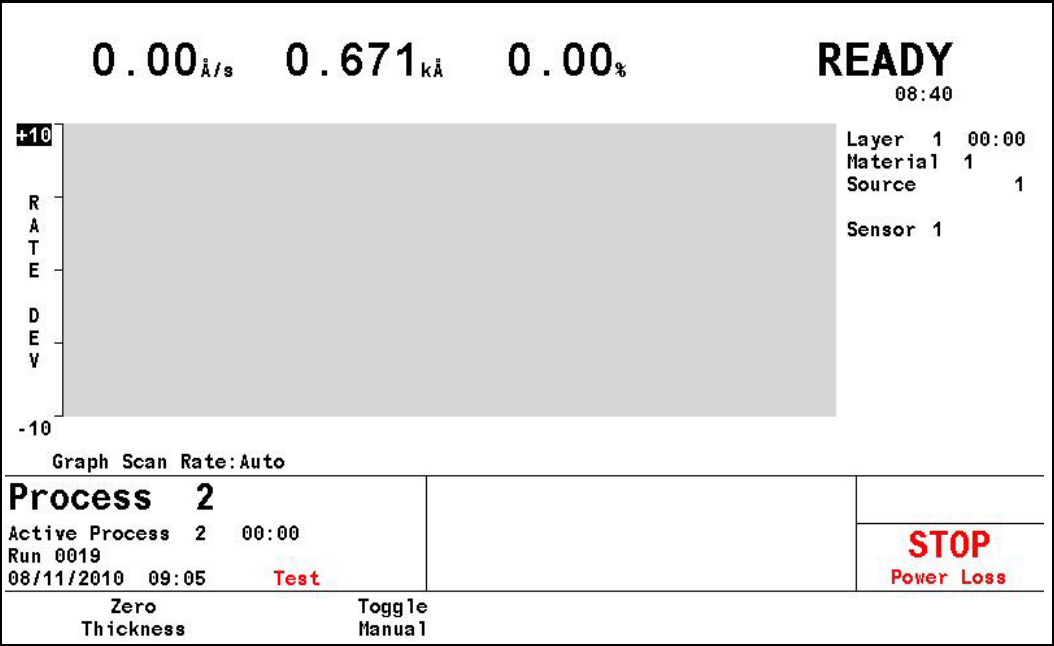 0.00Å/s 0.671kÅ 0.00% READY
08:40
+10
RATE DEV
-10
Layer 1 00:00
Material 1
Source 1
Sensor 1
Graph Scan Rate:Auto
Process 2
Active Process 2 00:00
Run 0019
08/11/2010 09:05 Test
STOP
Power Loss
Zero
Thickness
Toggle
Manual